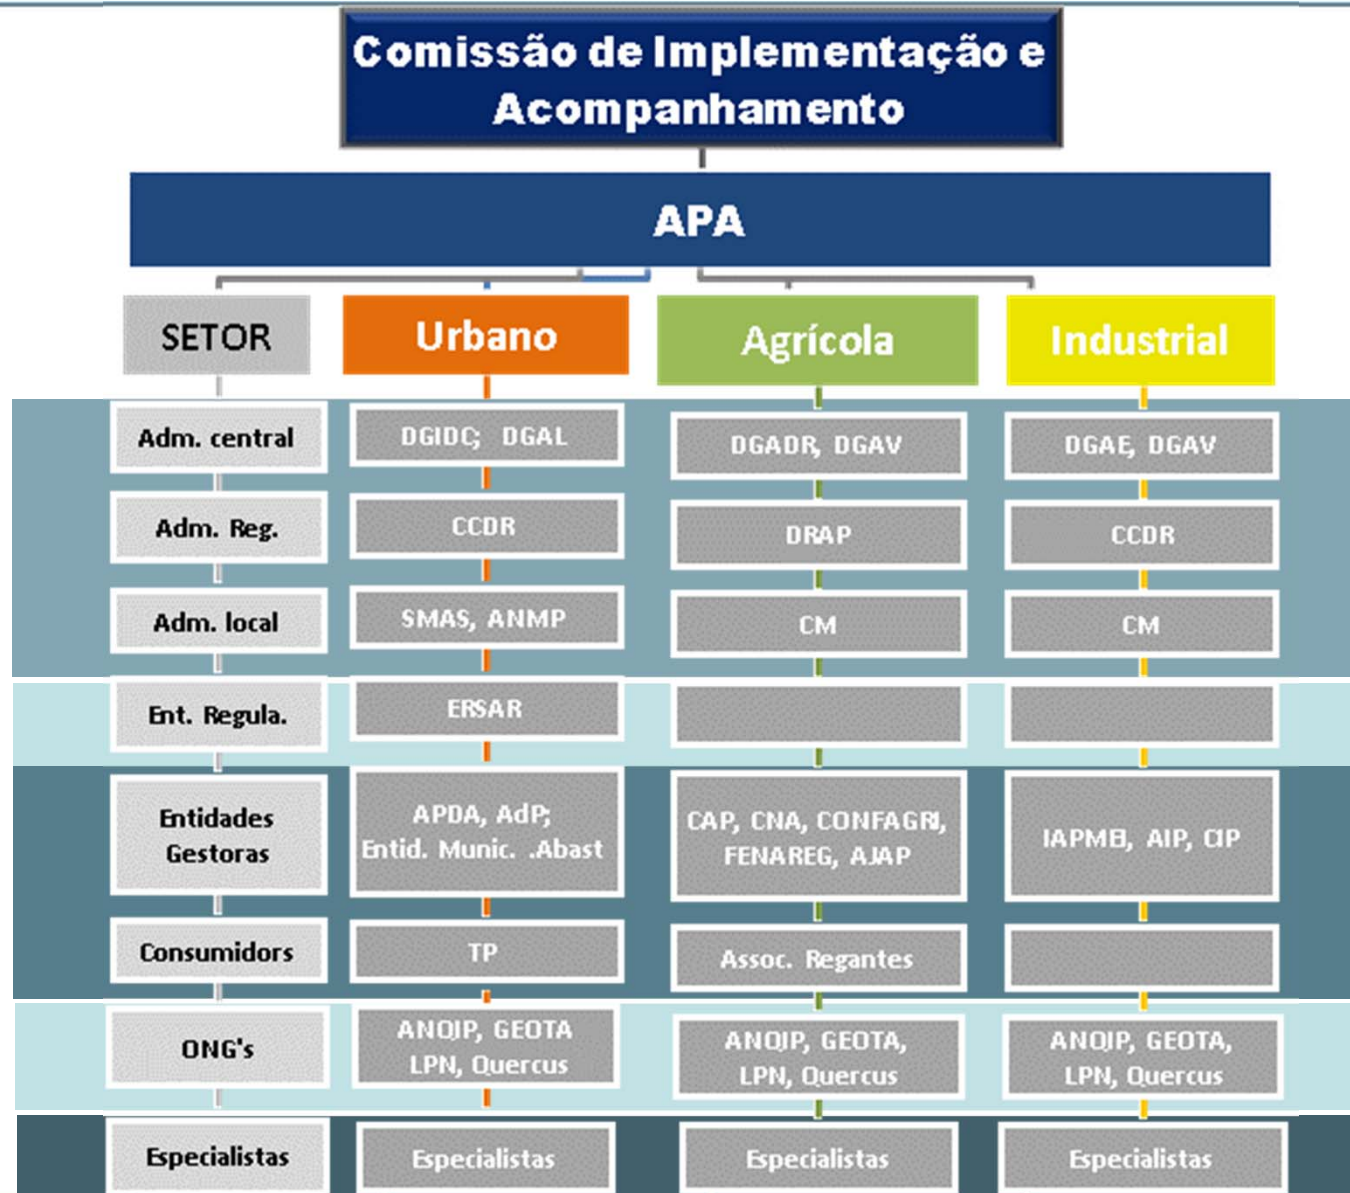 Comissão de Implementação e
Acompanhamento
APA
SETOR
Urbano
Agrícola
Industrial
Adm. central
DGIDC; DGAL
DGADR, DGAV
DGAE, DGAV
Adm. Reg.
CCDR
DRAP
CCDR
Adm. local
SMAS, ANMP
CM
CM
Ent. Regula.
ERSAR
Entidades
Gestoras
APDA, AdP;
Entid. Munic. .Abast
CAP, CNA, CONFAGRI,
FENAREG, AJAP
IAPMEI, AIP, CIP
Consumidors
TP
Assoc. Regantes
ONG's
ANQIP, GEOTA
LPN, Quercus
ANQIP, GEOTA,
LPN, Quercus
ANQIP, GEOTA,
LPN, Quercus
Especialistas
Especialistas
Especialistas
Especialistas